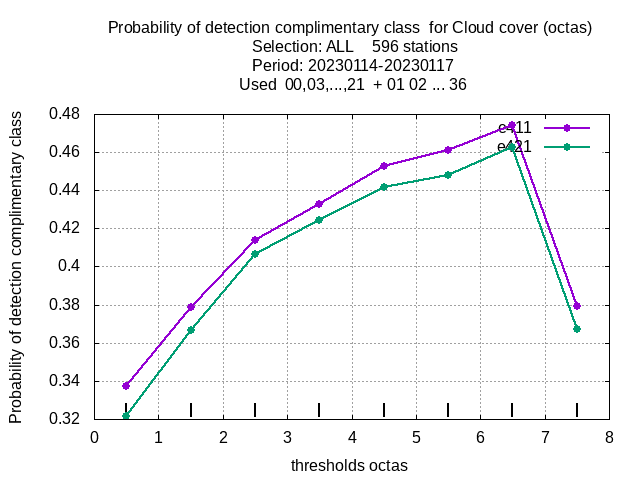 Probability of detection complimentary class  for Cloud cover (octas)
Selection: ALL    596 stations
Period: 20230114-20230117
Used  00,03,...,21  + 01 02 ... 36
Probability of detection complimentary class
0.48
0.46
0.44
0.42
0.4
0.38
0.36
0.34
0.32
e411
e421
0 1 2 3 4 5 6 7 8
thresholds octas